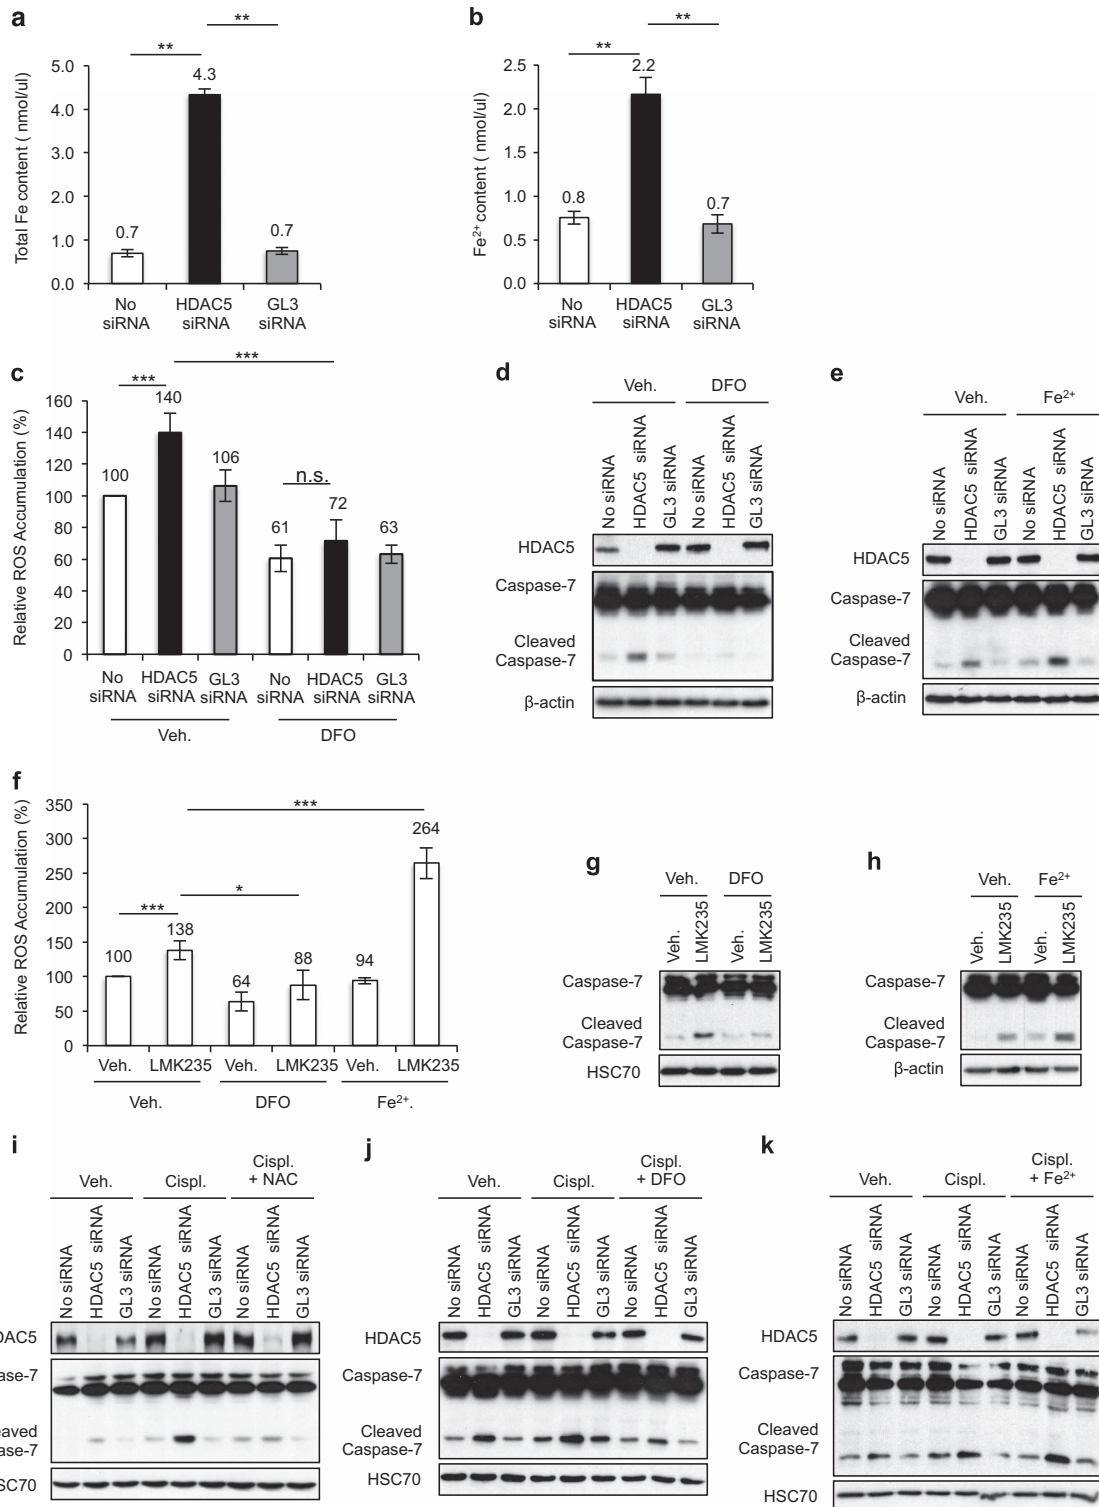 a
**
**
Total Fe content ( nmol/ul)
5.0
4.0
3.0
2.0
1.0
0.0
0.7
4.3
0.7
No siRNA
HDAC5 siRNA
GL3 siRNA
b
**
**
Fe2+ content ( nmol/ul)
2.5
2.0
1.5
1.0
0.5
0.0
0.8
2.2
0.7
No siRNA
HDAC5 siRNA
GL3 siRNA
c
***
***
n.s.
Relative ROS Accumulation (%)
160
140
120
100
80
60
40
20
0
100
140
106
61
72
63
No siRNA
HDAC5 siRNA
GL3 siRNA
No siRNA
HDAC5 siRNA
GL3 siRNA
Veh.
DFO
d
Veh.
DFO
No siRNA
HDAC5 siRNA
GL3 siRNA
No siRNA
HDAC5 siRNA
GL3 siRNA
HDAC5
Caspase-7
Cleaved
Caspase-7
β-actin
e
Veh.
Fe2+
No siRNA
HDAC5 siRNA
GL3 siRNA
No siRNA
HDAC5 siRNA
GL3 siRNA
HDAC5
Caspase-7
Cleaved
Caspase-7
β-actin
f
***
***
*
Relative ROS Accumulation (%)
350
300
250
200
150
100
50
0
100
138
64
88
94
264
Veh.
LMK235
Veh.
LMK235
Veh.
LMK235
Veh.
DFO
Fe2+.
g
Veh.
DFO
Veh.
LMK235
Veh.
LMK235
Caspase-7
Cleaved
Caspase-7
HSC70
h
Veh.
Fe2+
Veh.
LMK235
Veh.
LMK235
Caspase-7
Cleaved
Caspase-7
β-actin
i
Veh.
Cispl.
Cispl.
+ NAC
No siRNA
HDAC5 siRNA
GL3 siRNA
No siRNA
HDAC5 siRNA
GL3 siRNA
No siRNA
HDAC5 siRNA
GL3 siRNA
DAC5
ase-7
eaved
ase-7
SC70
j
Veh.
Cispl.
Cispl.
+ DFO
No siRNA
HDAC5 siRNA
GL3 siRNA
No siRNA
HDAC5 siRNA
GL3 siRNA
No siRNA
HDAC5 siRNA
GL3 siRNA
HDAC5
Caspase-7
Cleaved
Caspase-7
HSC70
k
Veh.
Cispl.
Cispl.
+ Fe2+
No siRNA
HDAC5 siRNA
GL3 siRNA
No siRNA
HDAC5 siRNA
GL3 siRNA
No siRNA
HDAC5 siRNA
GL3 siRNA
HDAC5
Caspase-7
Cleaved
Caspase-7
HSC70